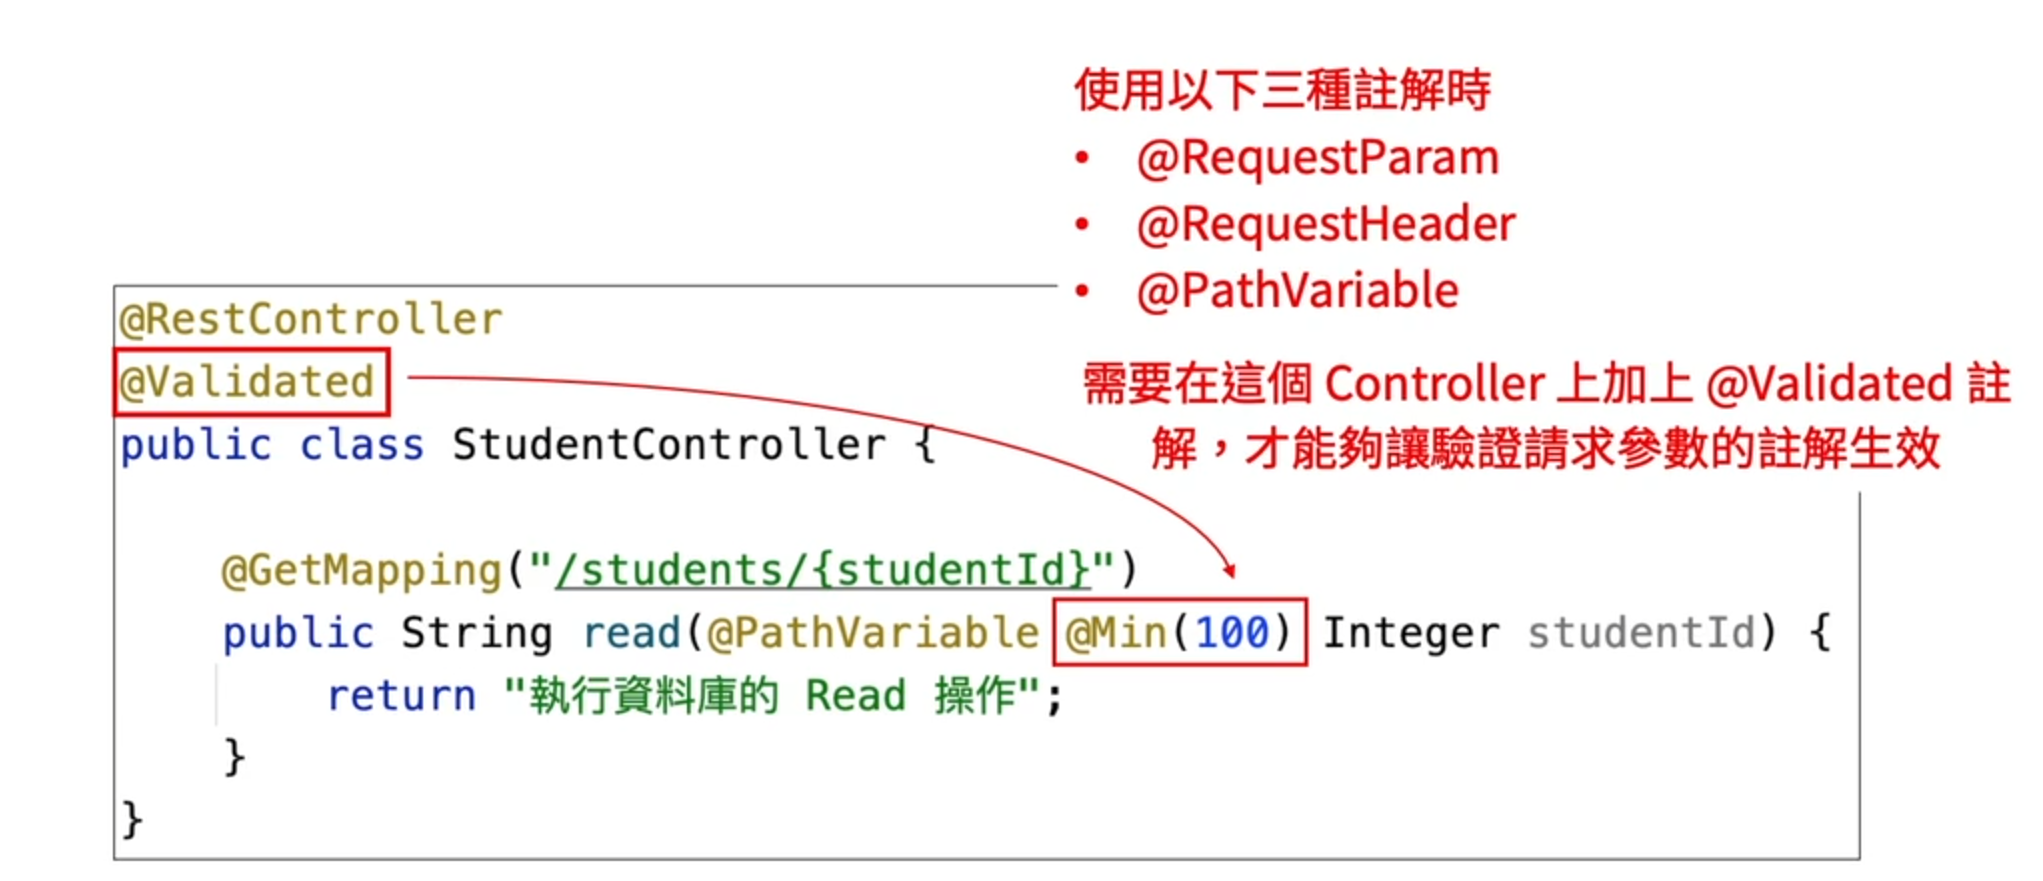 使用以下三種註解時
• @RequestParam
• @RequestHeader
• @PathVariable
需要在這個 Controller 上加上 @Validated 註
解，才能夠讓驗證請求參數的註解生效
@RestController
@Validated
public class StudentController {
@GetMapping("/students/{studentId}")
public String read(@PathVariable @Min(100) Integer studentId) {
return "執行資料庫的 Read 操作";
}
}